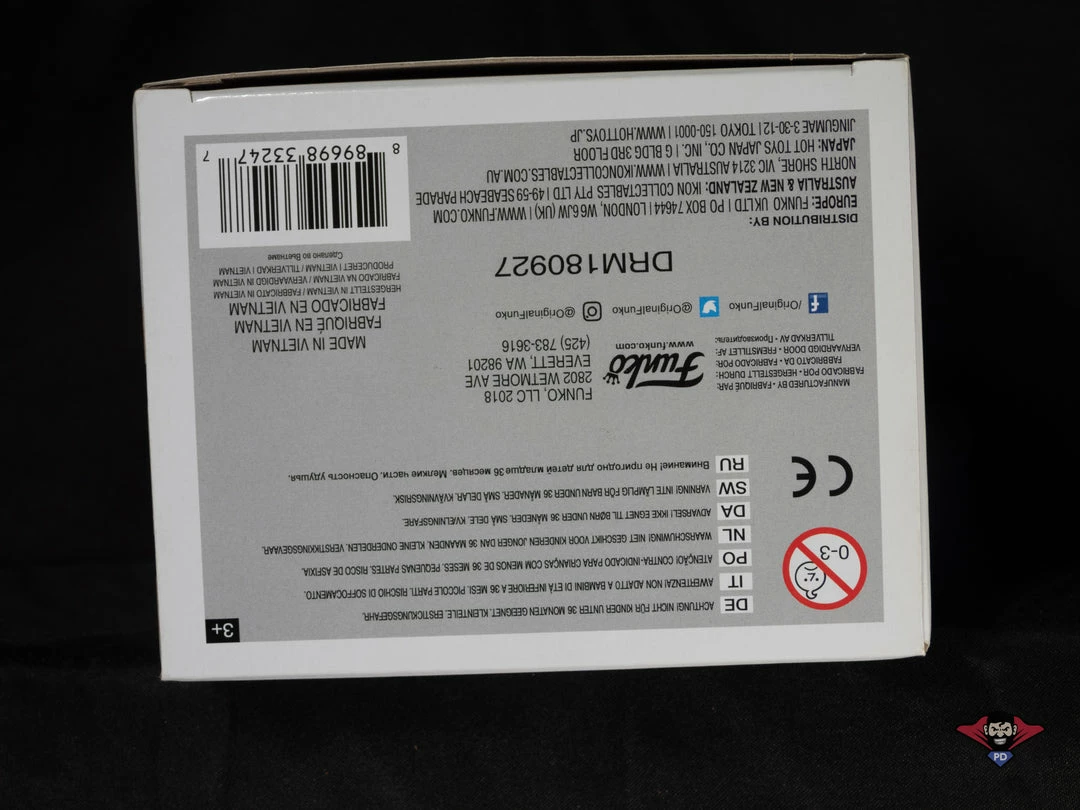 3+
DE ACHTUNG! FÜR KINDER UNTER 36 MONATEN NICHT GEEIGNET. KLEINTEILE. ERSTICKUNGSGEFAHR.
IT AVVERTENZA! NON ADATTO A BAMBINI DI ETÀ INFERIORE A 36 MESI. PICCOLE PARTI. RISCHIO DI SOFFOCAMENTO.
PO ATENÇÃO! CONTRA-INDICADO PARA CRIANÇAS COM MENOS DE 36 MESES. PEQUENAS PARTES. RISCO DE ASFIXIA.
NL WARSCHUWING! NIET GESCHIKT VOOR KINDEREN JONGER DAN 36 MAANDEN. KLEINE ONDERDELEN. VERSTIKKINGSGEVAAR.
DA ADVARSEL! IKKE EGNET TIL BØRN UNDER 36 MÅNEDER. SMÅ DELE. KVÆLNINGSFARE.
SW VARNING! INTE LÄMPLIG FÖR BARN UNDER 36 MÅNADER. SMÅ DELAR. KVÄVNINGSRISK.
RU Внимание! Не пригодно для детей младше 36 месяцев. Мелкие части. Опасность удушья.
0-3
CE
MANUFACTURED BY • FABRIQUÉ PAR:
FABRICADO POR • HERGESTELLT DURCH:
FABRICATO DA • FABRICADO POR:
VERVAARDIGD DOOR • FREMSTILLET AF:
TILLVERKAD AV • Производитель:
Funko
www.funko.com
FUNKO, LLC 2018
2802 WETMORE AVE
EVERETT, WA 98201
(425) 783-3616
/OriginalFunko @OriginalFunko @OriginalFunko
DRM180927
MADE IN VIETNAM
FABRIQUÉ EN VIETNAM
FABRICADO EN VIETNAM
HERGESTELLT IN VIETNAM / FABBRICATO IN VIETNAM
FABRICADO NA VIETNAM / VERVAARDIGD IN VIETNAM
PRODUCERET I VIETNAM / TILLVERKAD I VIETNAM
Сделано во Вьетнаме
DISTRIBUTION BY:
EUROPE: FUNKO UK LTD | PO BOX 74644 | LONDON, W6 6JW (UK) | WWW.FUNKO.COM
AUSTRALIA & NEW ZEALAND: IKON COLLECTABLES PTY LTD | 49-59 SEABEACH PARADE
NORTH SHORE, VIC 3214 AUSTRALIA | WWW.IKONCOLLECTABLES.COM.AU
JAPAN: HOT TOYS JAPAN CO, INC. | G BLDG 3RD FLOOR
JINGUMAE 3-30-12 | TOKYO 150-0001 | WWW.HOTTOYS.JP
8 89698 33247 7
PD